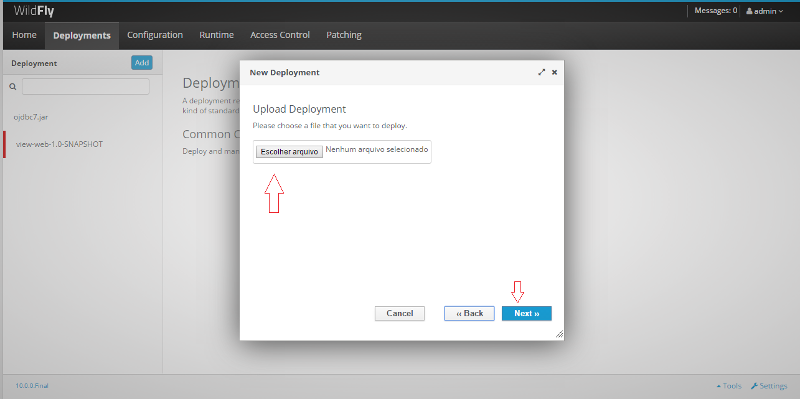 WildFly
Messages: 0 admin
Home Deployments Configuration Runtime Access Control Patching
Deployment Add
ojdbc7.jar
view-web-1.0-SNAPSHOT
Deploym
A deployment re
kind of standard
Common C
Deploy and man
New Deployment
Upload Deployment
Please choose a file that you want to deploy.
Escolher arquivo Nenhum arquivo selecionado
Cancel ‹‹ Back Next ››
10.0.0.Final
Tools Settings